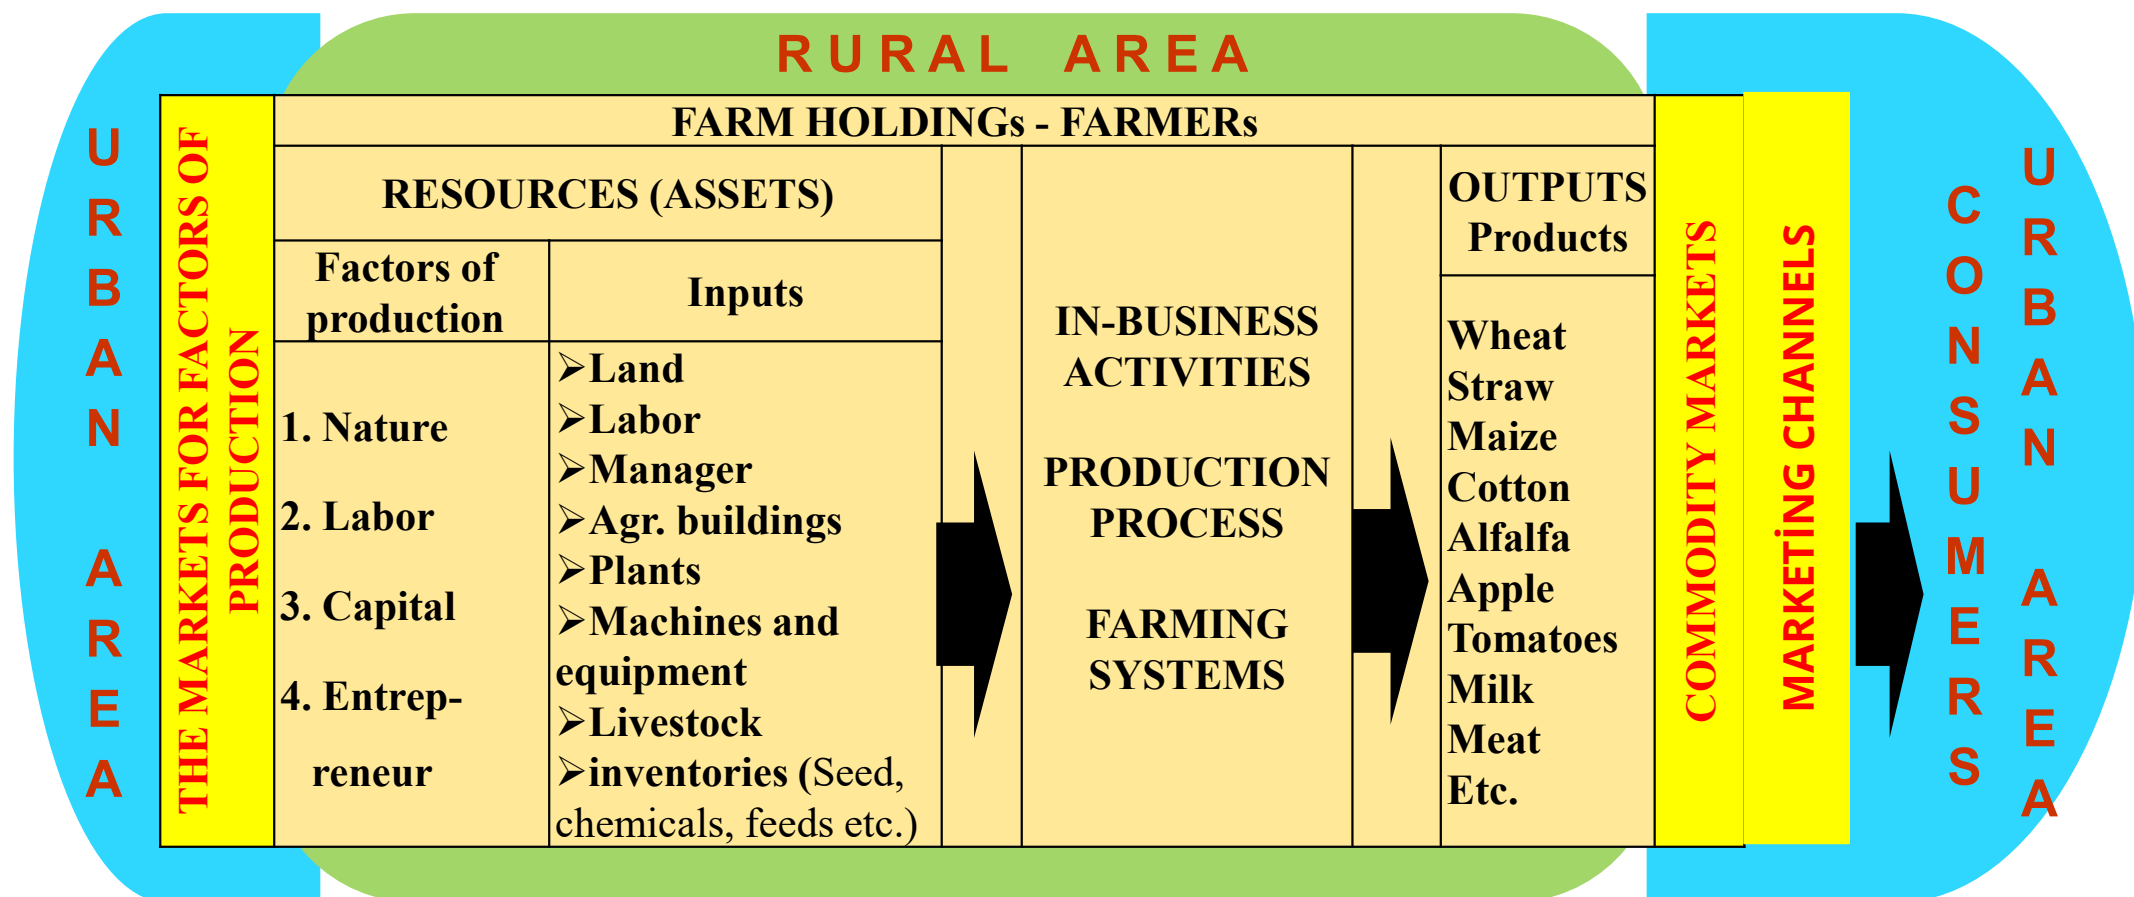 RURAL AREA
URBAN AREA
THE MARKETS FOR FACTORS OF
PRODUCTION
FARM HOLDINGs - FARMERs
RESOURCES (ASSETS)
Factors of
production
1. Nature
2. Labor
3. Capital
4. Entrep-
reneur
Inputs
➢Land
➢Labor
➢Manager
➢Agr. buildings
➢Plants
➢Machines and
equipment
➢Livestock
➢inventories (Seed,
chemicals, feeds etc.)
IN-BUSINESS
ACTIVITIES
PRODUCTION
PROCESS
FARMING
SYSTEMS
OUTPUTS
Products
Wheat
Straw
Maize
Cotton
Alfalfa
Apple
Tomatoes
Milk
Meat
Etc.
COMMODITY MARKETS
MARKETİNG CHANNELS
CONSUMERS
URBAN AREA